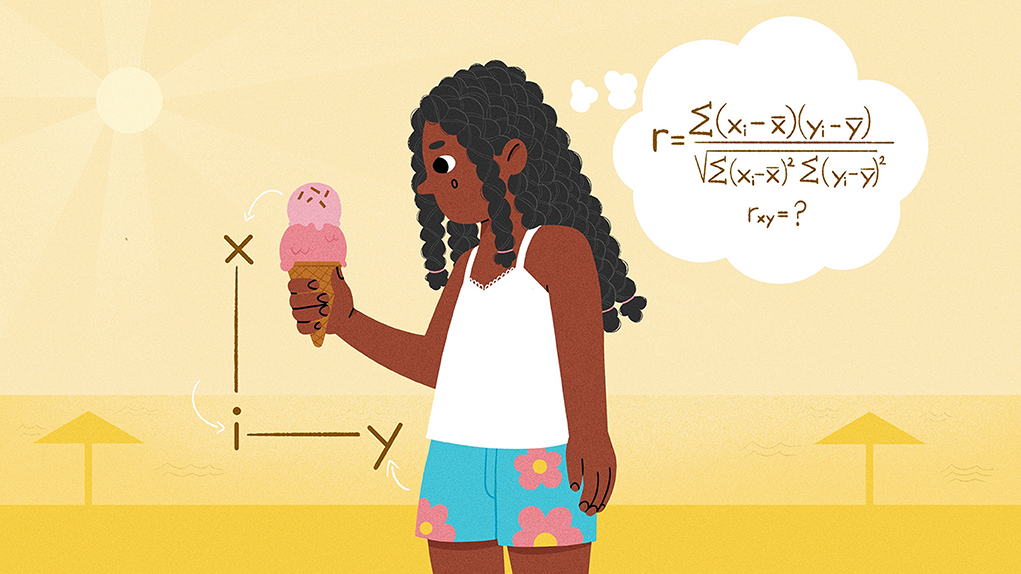 r= ∑(xᵢ- x̄)(yᵢ- ȳ) / √∑(xᵢ-x̄)² ∑(yᵢ-ȳ)²
rₓᵧ = ?
x
i
y